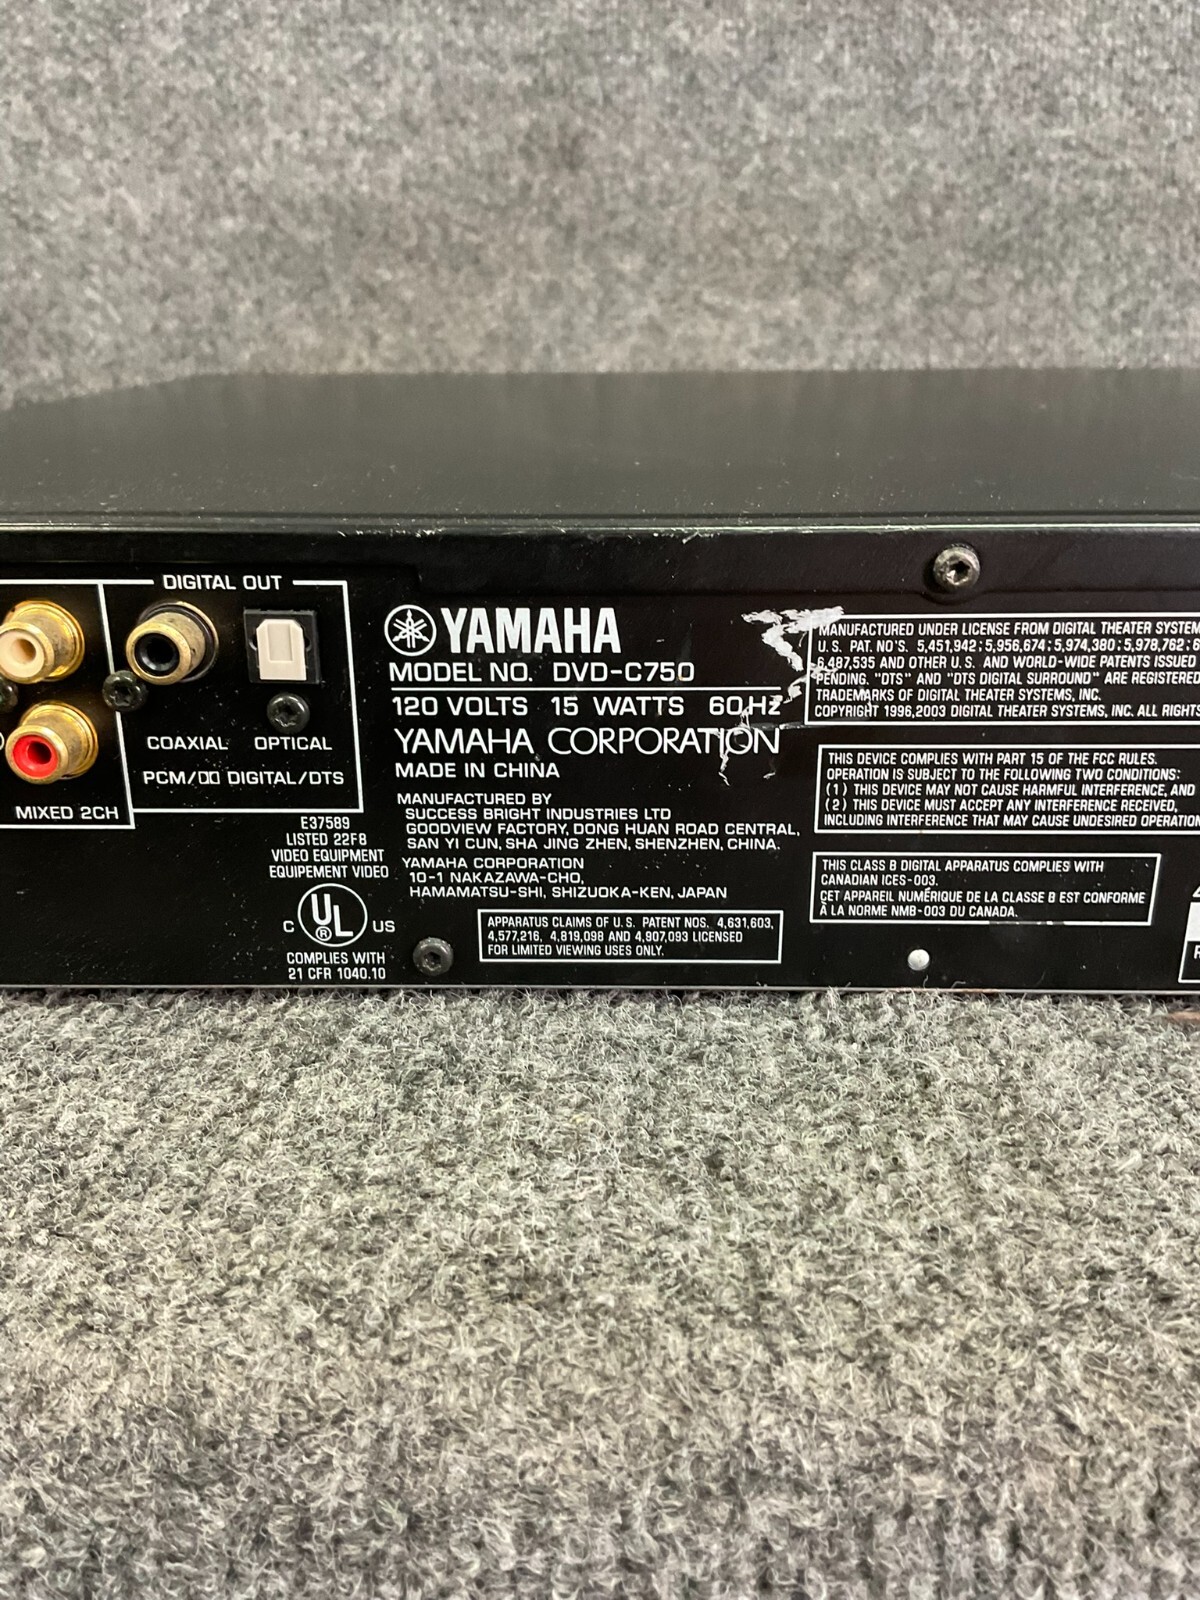 DIGITAL OUT
COAXIAL OPTICAL
PCM/DD DIGITAL/DTS
MIXED 2CH
E37589
LISTED 22F8
VIDEO EQUIPMENT
EQUIPEMENT VIDEO
C UL ® US
COMPLIES WITH
21 CFR 1040.10
YAMAHA
MODEL NO. DVD-C750
120 VOLTS 15 WATTS 60Hz
YAMAHA CORPORATION
MADE IN CHINA
MANUFACTURED BY
SUCCESS BRIGHT INDUSTRIES LTD
GOODVIEW FACTORY, DONG HUAN ROAD CENTRAL,
SAN YI CUN, SHA JING ZHEN, SHENZHEN, CHINA.
YAMAHA CORPORATION
10-1 NAKAZAWA-CHO,
HAMAMATSU-SHI, SHIZUOKA-KEN, JAPAN
APPARATUS CLAIMS OF U.S. PATENT NOS. 4,631,603,
4,577,216, 4,819,098 AND 4,907,093 LICENSED
FOR LIMITED VIEWING USES ONLY.
MANUFACTURED UNDER LICENSE FROM DIGITAL THEATER SYSTEM
U.S. PAT. NO'S. 5,451,942; 5,956,674; 5,974,380; 5,978,762; 6
6,487,535 AND OTHER U.S. AND WORLD-WIDE PATENTS ISSUED
PENDING. "DTS" AND "DTS DIGITAL SURROUND" ARE REGISTERED
TRADEMARKS OF DIGITAL THEATER SYSTEMS, INC.
COPYRIGHT 1996,2003 DIGITAL THEATER SYSTEMS, INC. ALL RIGHTS
THIS DEVICE COMPLIES WITH PART 15 OF THE FCC RULES.
OPERATION IS SUBJECT TO THE FOLLOWING TWO CONDITIONS:
(1) THIS DEVICE MAY NOT CAUSE HARMFUL INTERFERENCE, AND
(2) THIS DEVICE MUST ACCEPT ANY INTERFERENCE RECEIVED,
INCLUDING INTERFERENCE THAT MAY CAUSE UNDESIRED OPERATION
THIS CLASS B DIGITAL APPARATUS COMPLIES WITH
CANADIAN ICES-003.
CET APPAREIL NUMÉRIQUE DE LA CLASSE B EST CONFORME
À LA NORME NMB-003 DU CANADA.